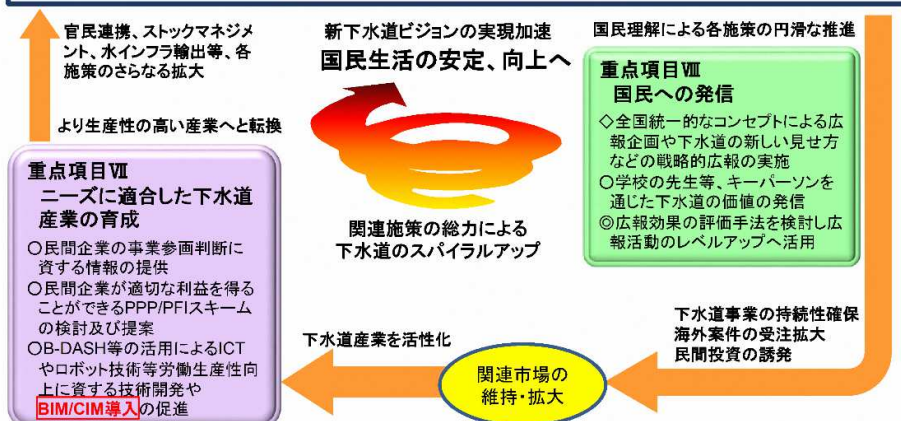 官民連携、ストックマネジメ
ント、水インフラ輸出等、各
施策のさらなる拡大
より生産性の高い産業へと転換
新下水道ビジョンの実現加速
国民生活の安定、向上へ
関連施策の総力による
下水道のスパイラルアップ
国民理解による各施策の円滑な推進
重点項目Ⅷ
国民への発信
◇全国統一的なコンセプトによる広
報企画や下水道の新しい見せ方
などの戦略的広報の実施
○学校の先生等、キーパーソンを
通じた下水道の価値の発信
◎広報効果の評価手法を検討し広
報活動のレベルアップへ活用
重点項目Ⅶ
ニーズに適合した下水道
産業の育成
○民間企業の事業参画判断に
資する情報の提供
○民間企業が適切な利益を得る
ことができるPPP/PFIスキーム
の検討及び提案
○B-DASH等の活用によるICT
やロボット技術等労働生産性向
上に資する技術開発や
BIM/CIM導入の促進
下水道産業を活性化
関連市場の
維持・拡大
下水道事業の持続性確保
海外案件の受注拡大
民間投資の誘発